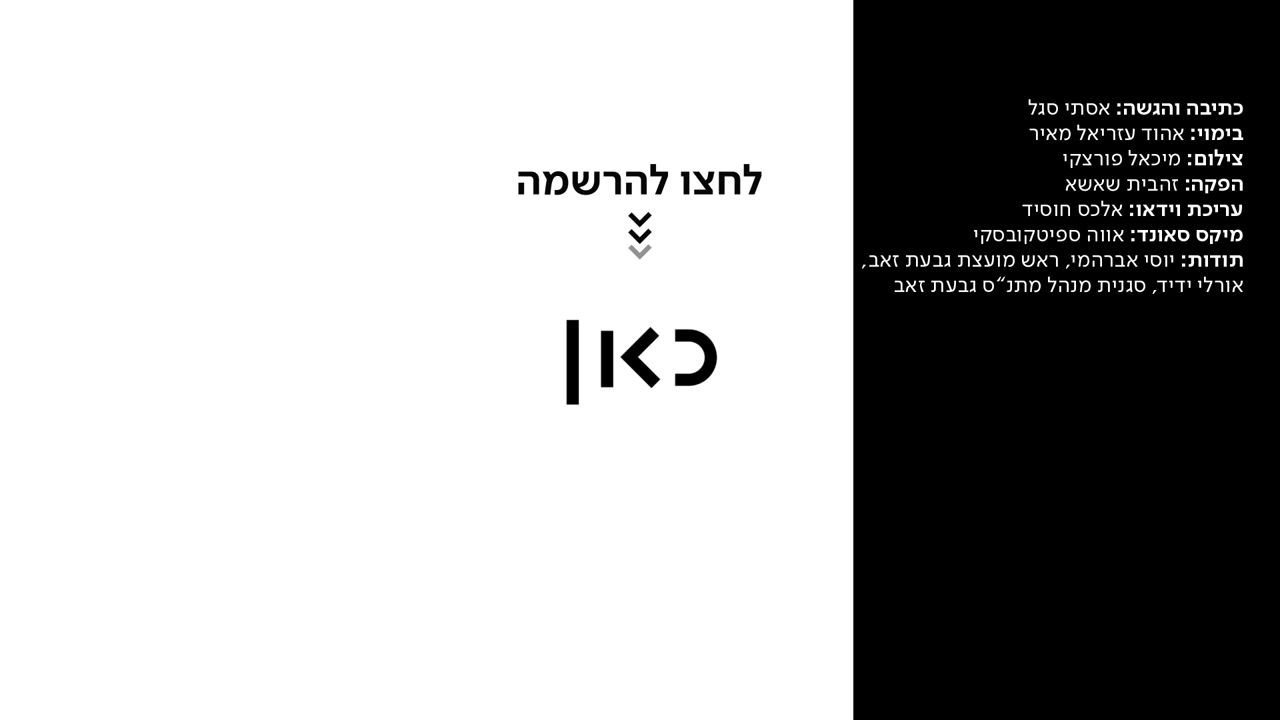 כתיבה והגשה: אסתי סגל
בימוי: אהוד עזריאל מאיר
צילום: מיכאל פורצקי
הפקה: זהבית שאשא
עריכת וידאו: אלכס חוסיד
מיקס סאונד: אווה ספיטקובסקי
תודות: יוסי אברהמי, ראש מועצת גבעת זאב,
אורלי ידיד, סגנית מנהל מתנ״ס גבעת זאב
לחצו להרשמה
כאן